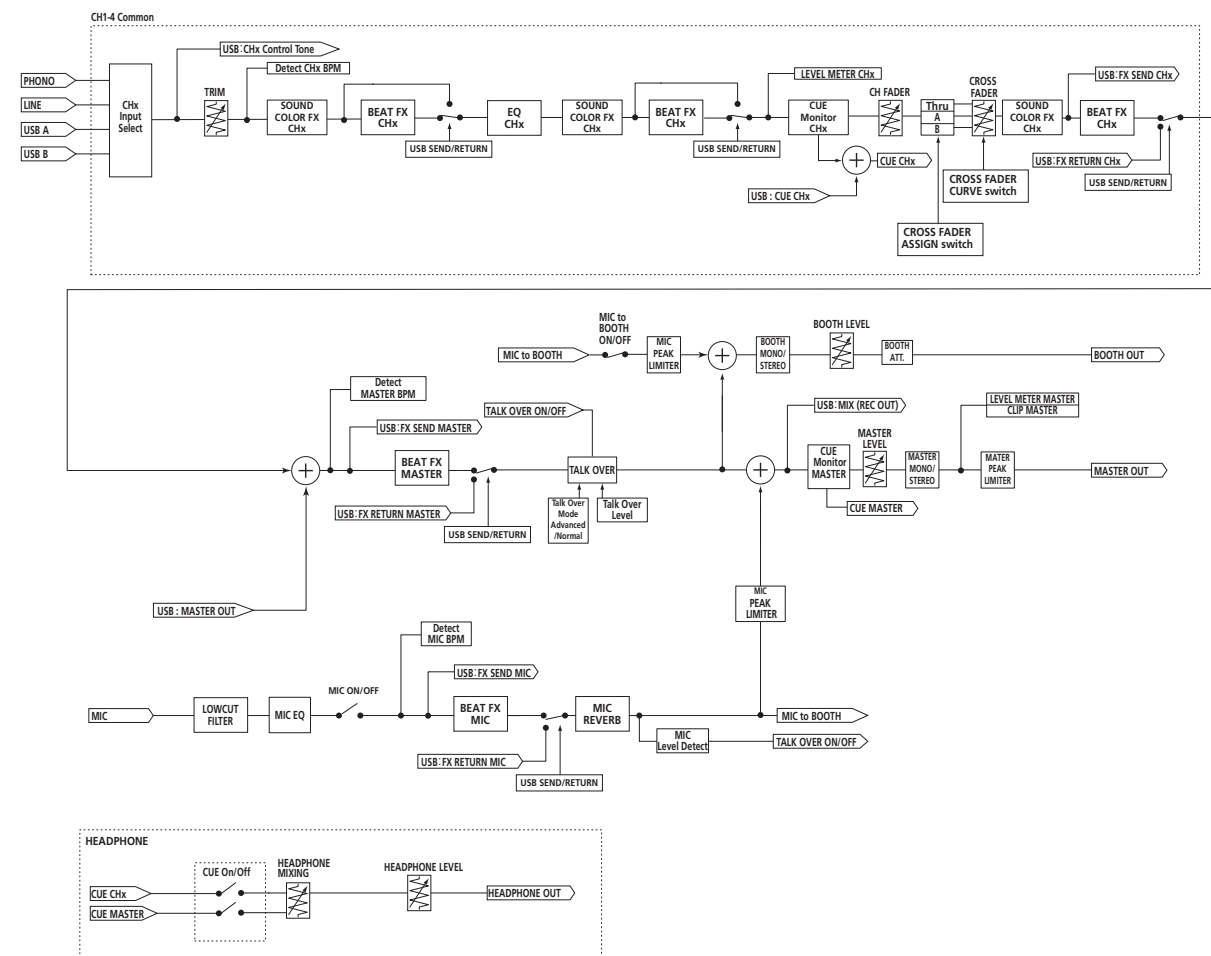 CH1-4 Common
USB:CHx Control Tone
Detect CHx BPM
PHONO
LINE
USB A
USB B
CHx
Input
Select
TRIM
SOUND
COLOR FX
CHx
BEAT FX
CHx
USB SEND/RETURN
EQ
CHx
SOUND
COLOR FX
CHx
BEAT FX
CHx
USB SEND/RETURN
LEVEL METER CHx
CUE
Monitor
CHx
CUE CHx
USB : CUE CHx
CH FADER
Thru
A
B
CROSS
FADER
CROSS FADER
CURVE switch
CROSS FADER
ASSIGN switch
SOUND
COLOR FX
CHx
USB:FX SEND CHx
BEAT FX
CHx
USB:FX RETURN CHx
USB SEND/RETURN
MIC to BOOTH
MIC to
BOOTH
ON/OFF
MIC
PEAK
LIMITER
BOOTH
MONO/
STEREO
BOOTH LEVEL
BOOTH
ATT.
BOOTH OUT
Detect
MASTER BPM
USB:FX SEND MASTER
BEAT FX
MASTER
USB:FX RETURN MASTER
USB SEND/RETURN
USB : MASTER OUT
TALK OVER ON/OFF
TALK OVER
Talk Over
Mode
Advanced
/Normal
Talk Over
Level
USB:MIX (REC OUT)
CUE
Monitor
MASTER
CUE MASTER
MASTER
LEVEL
MASTER
MONO/
STEREO
LEVEL METER MASTER
CLIP MASTER
MATER
PEAK
LIMITER
MASTER OUT
MIC
PEAK
LIMITER
Detect
MIC BPM
USB:FX SEND MIC
MIC
LOWCUT
FILTER
MIC EQ
MIC ON/OFF
BEAT FX
MIC
USB:FX RETURN MIC
USB SEND/RETURN
MIC
REVERB
MIC to BOOTH
MIC
Level Detect
TALK OVER ON/OFF
HEADPHONE
CUE CHx
CUE MASTER
CUE On/Off
HEADPHONE
MIXING
HEADPHONE LEVEL
HEADPHONE OUT